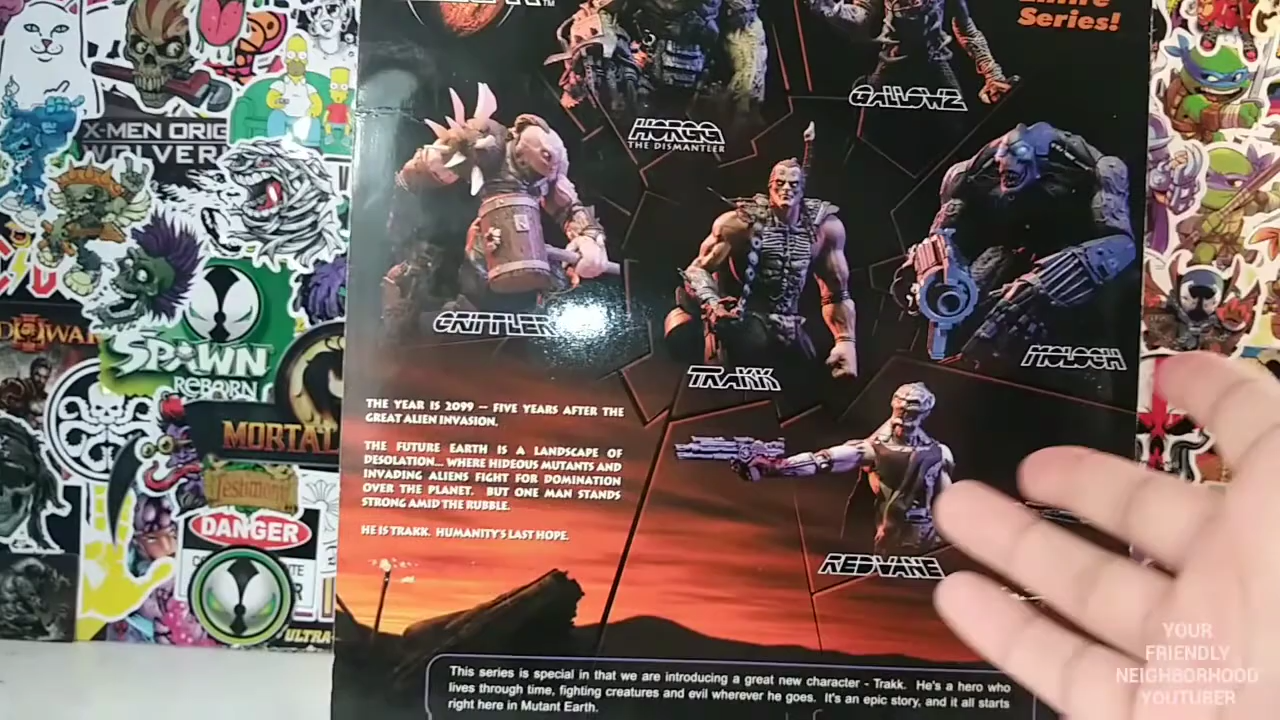 Series!
GALLOWZ
HORGG
THE DISMANTLER
X-MEN ORIG
WOLVER
CRITTLER
TRAKK
MOLOCH
SPAWN
REBORN
MORTAL
THE YEAR IS 2099 — FIVE YEARS AFTER THE
GREAT ALIEN INVASION.
THE FUTURE EARTH IS A LANDSCAPE OF
DESOLATION... WHERE HIDEOUS MUTANTS AND
INVADING ALIENS FIGHT FOR DOMINATION
OVER THE PLANET. BUT ONE MAN STANDS
STRONG AMID THE RUBBLE.
HE IS TRAKK. HUMANITY'S LAST HOPE.
Testimony
DANGER
REDVANE
ULTRA
This series is special in that we are introducing a great new character - Trakk. He's a hero who
lives through time, fighting creatures and evil wherever he goes. It's an epic story, and it all starts
right here in Mutant Earth.
YOUR
FRIENDLY
NEIGHBORHOOD
YOUTUBER